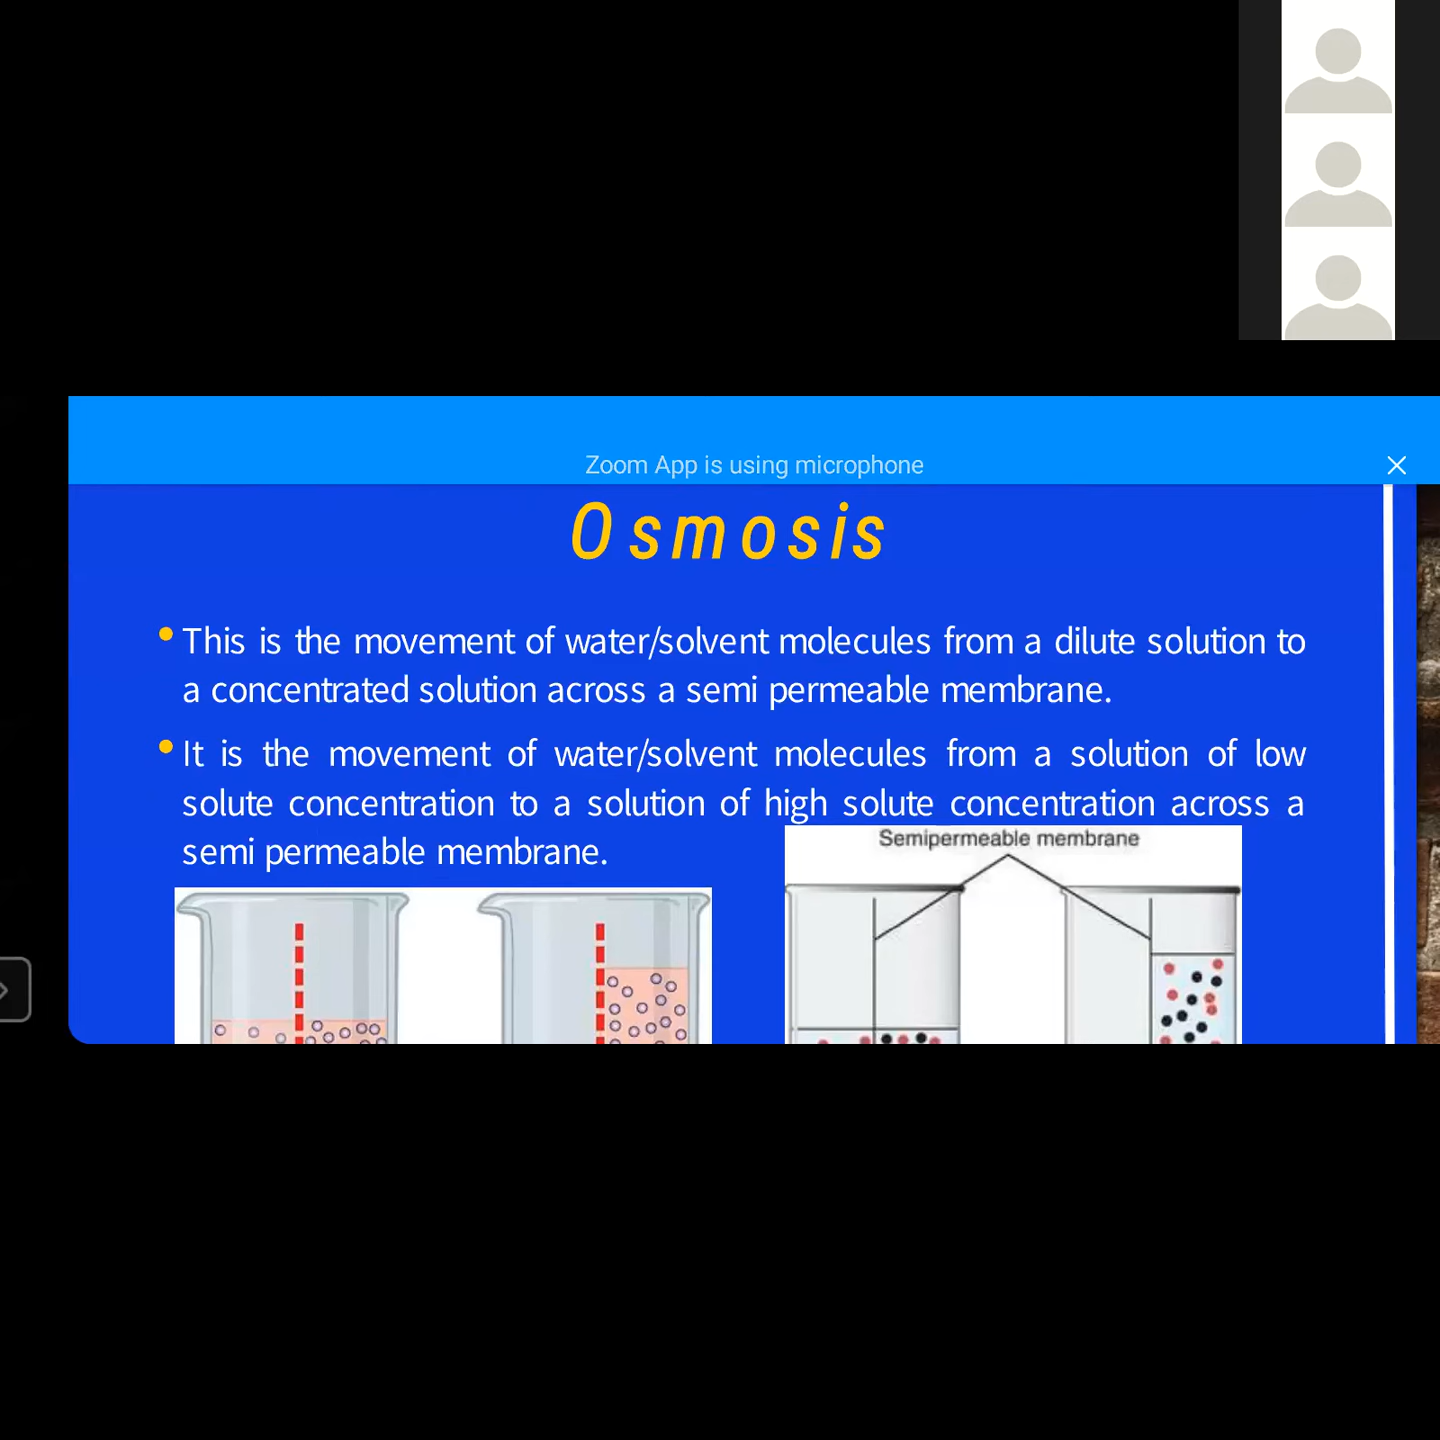 Zoom App is using microphone
Osmosis
This is the movement of water/solvent molecules from a dilute solution to
a concentrated solution across a semi permeable membrane.
It is the movement of water/solvent molecules from a solution of low
solute concentration to a solution of high solute concentration across a
semi permeable membrane.
Semipermeable membrane